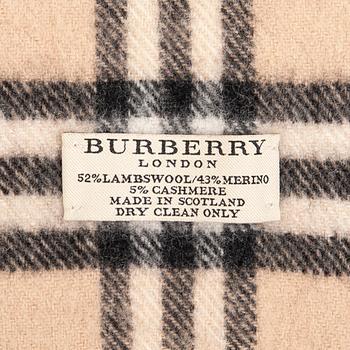 BURBERRY
LONDON
52%LAMBSWOOL/43%MERINO
5% CASHMERE
MADE IN SCOTLAND
DRY CLEAN ONLY